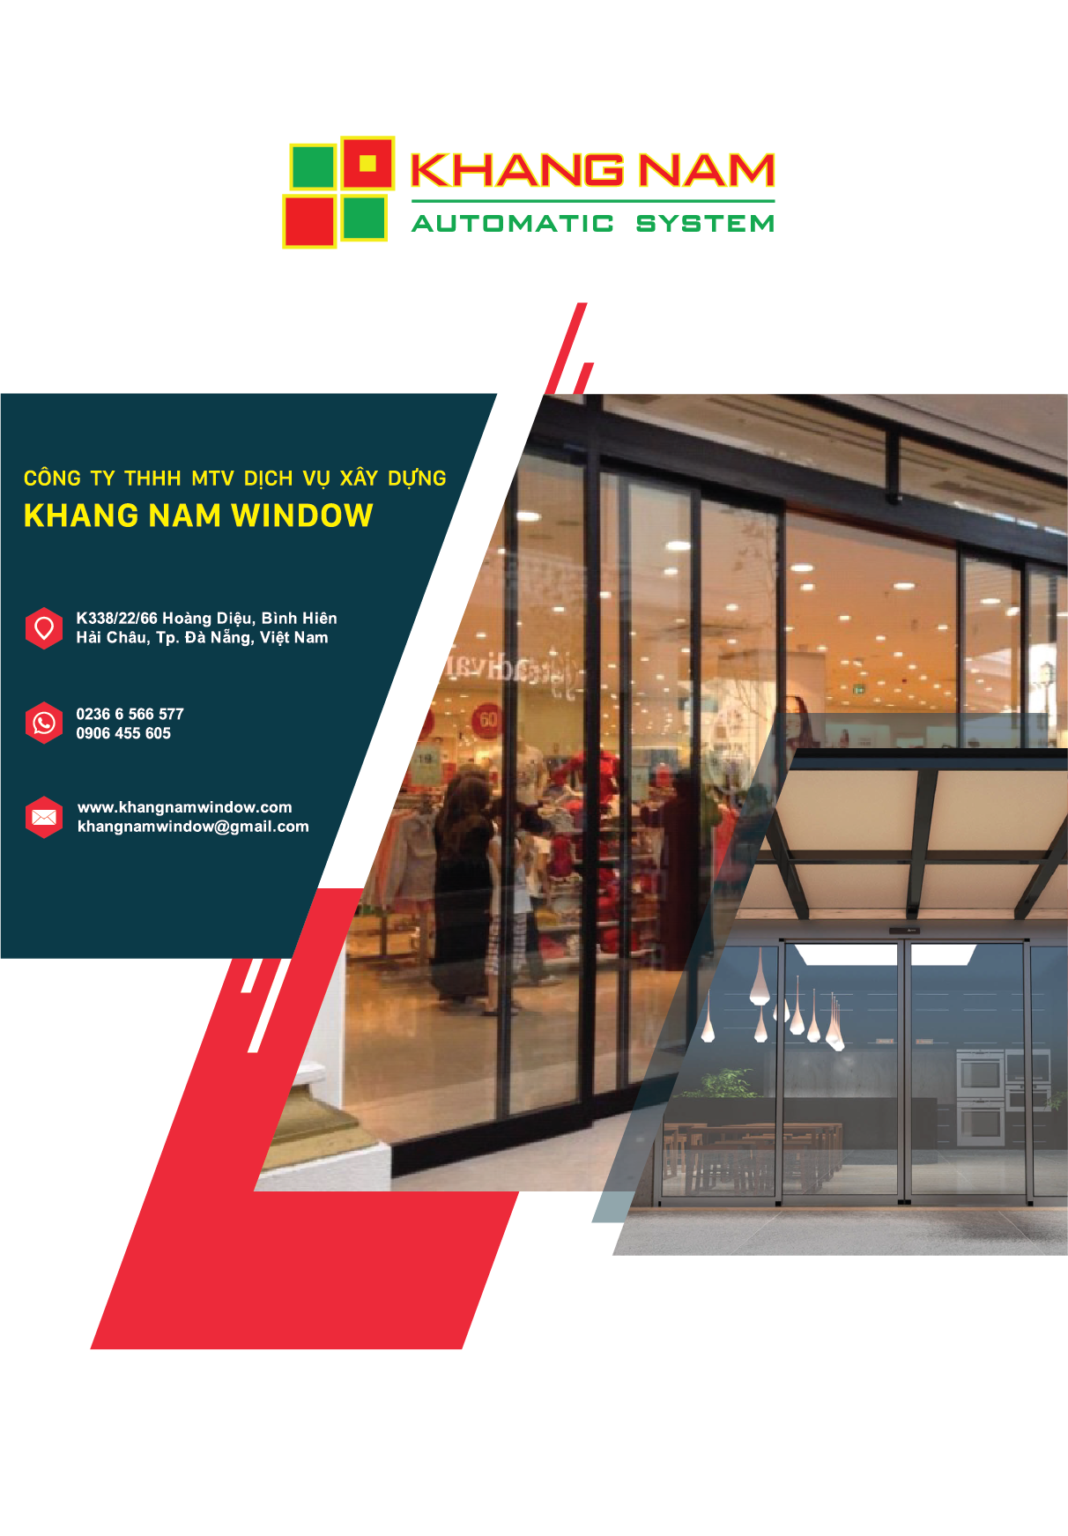 KHANG NAM
AUTOMATIC SYSTEM
CÔNG TY THHH MTV DỊCH VỤ XÂY DỰNG
KHANG NAM WINDOW
K338/22/66 Hoàng Diệu, Bình Hiên
Hải Châu, Tp. Đà Nẵng, Việt Nam
0236 6 566 577
0906 455 605
www.khangnamwindow.com
khangnamwindow@gmail.com
60